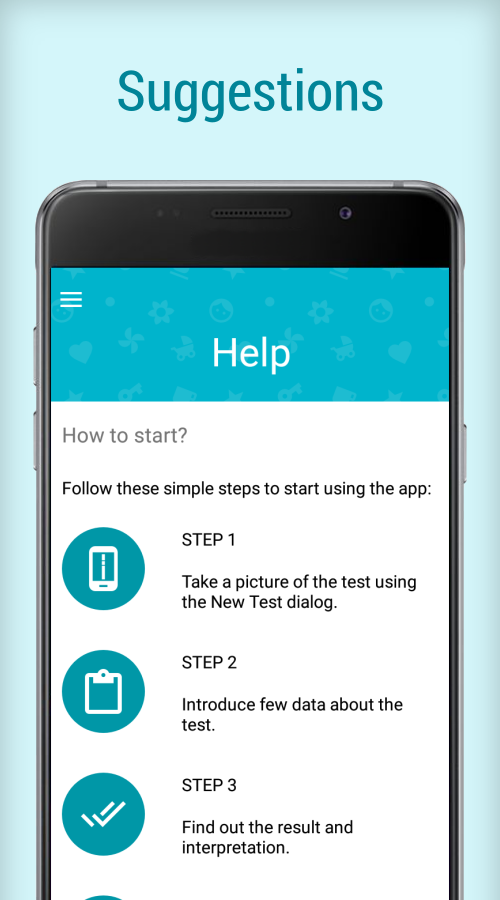 Suggestions
Help
How to start?
Follow these simple steps to start using the app:
STEP 1
Take a picture of the test using
the New Test dialog.
STEP 2
Introduce few data about the
test.
STEP 3
Find out the result and
interpretation.